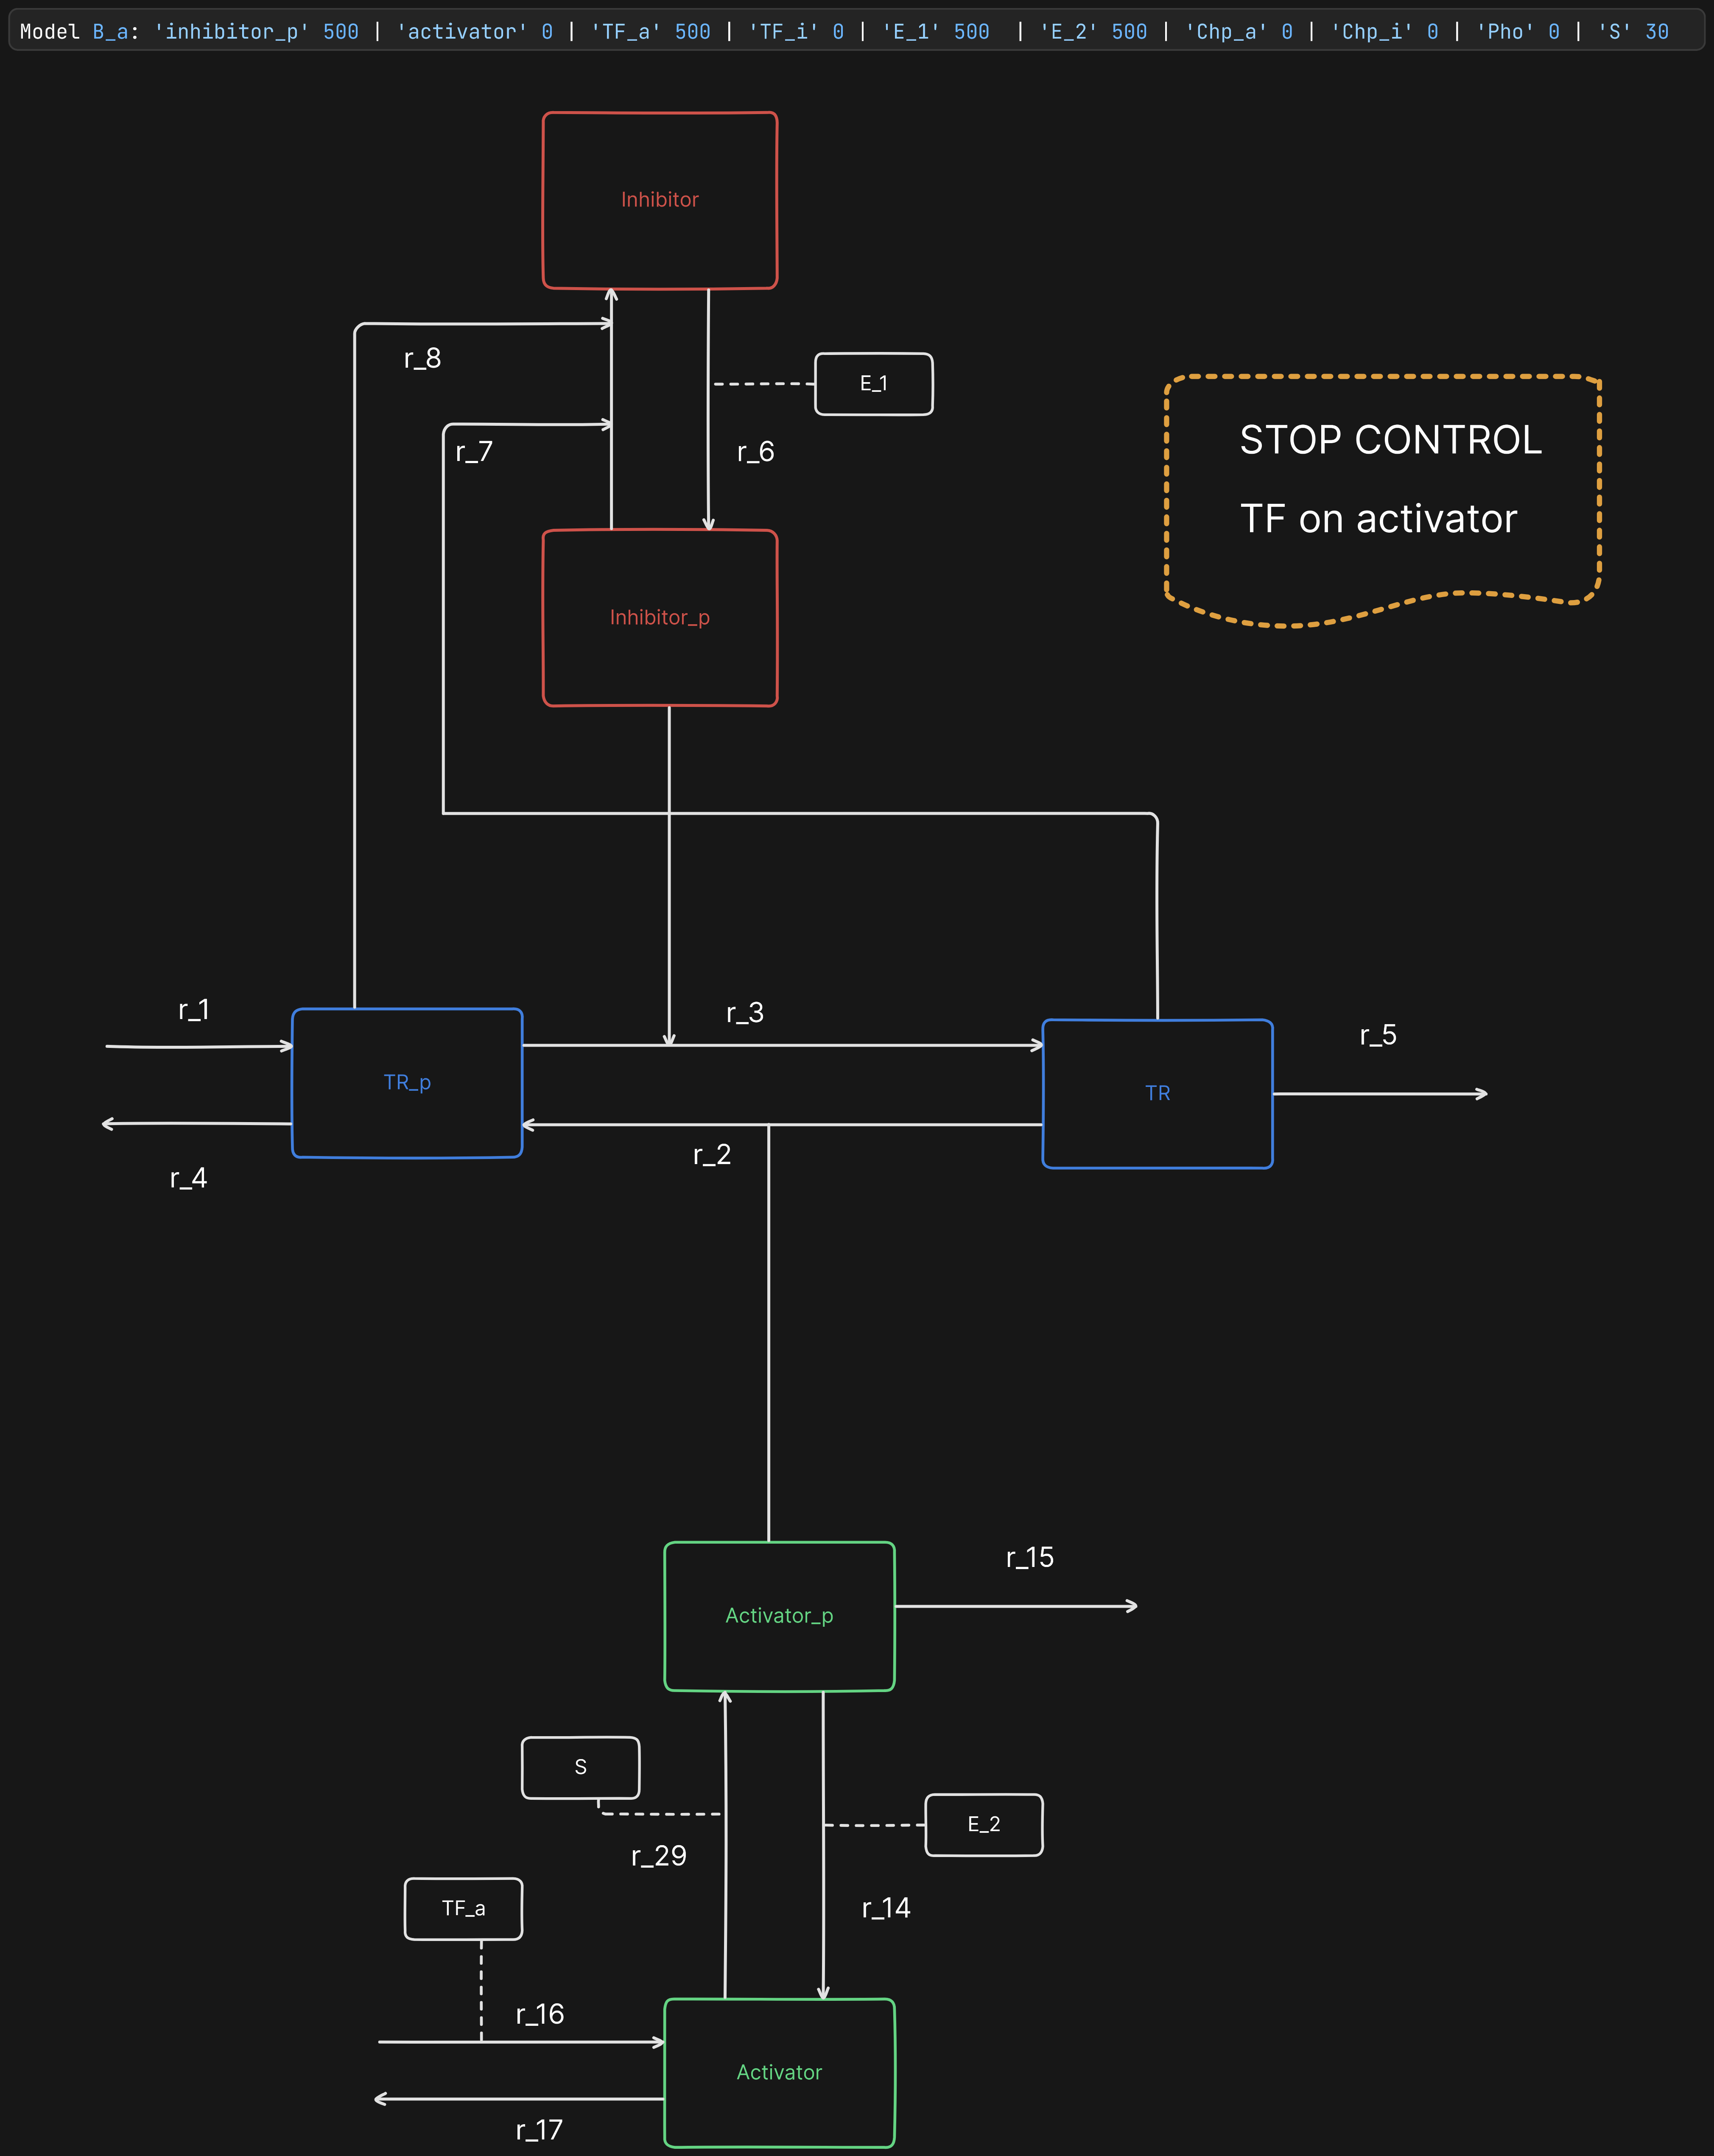 Model B_a: 'inhibitor_p' 500 | 'activator' 0 | 'TF_a' 500 | 'TF_i' 0 | 'E_1' 500 | 'E_2' 500 | 'Chp_a' 0 | 'Chp_i' 0 | 'Pho' 0 | 'S' 30
Inhibitor
r_8
E_1
r_7
r_6
STOP CONTROL
TF on activator
Inhibitor_p
r_1
r_3
r_5
TR_p
TR
r_2
r_4
r_15
Activator_p
S
E_2
r_29
TF_a
r_14
r_16
Activator
r_17